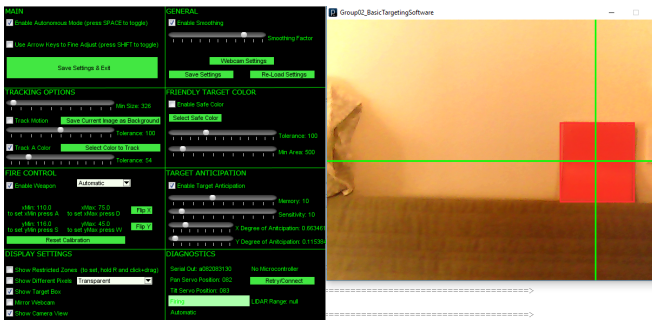 MAIN
Enable Autonomous Mode (press SPACE to toggle)
Use Arrow Keys to Fine Adjust (press SHIFT to toggle)
Save Settings & Exit
GENERAL
Enable Smoothing
Smoothing Factor
Webcam Settings
Save Settings
Re-Load Settings
TRACKING OPTIONS
Min Size: 326
Track Motion
Save Current Image as Background
Tolerance: 100
Track A Color
Select Color to Track
Tolerance: 54
FRIENDLY TARGET COLOR
Enable Safe Color
Select Safe Color
Tolerance: 100
Min Area: 500
FIRE CONTROL
Enable Weapon
Automatic
xMin: 110.0
to set xMin press A
xMax: 75.0
to set xMax press D
Flip X
yMin: 116.0
to set yMin press S
yMax: 45.0
to set yMax press W
Flip Y
Reset Calibration
TARGET ANTICIPATION
Enable Target Anticipation
Memory: 10
Sensitivity: 10
X Degree of Anticipation:
Y Degree of Anticipation:
DISPLAY SETTINGS
Show Restricted Zones (to set, hold R and click+drag)
Show Different Pixels
Transparent
Show Target Box
Mirror Webcam
Show Camera View
DIAGNOSTICS
Serial Out: a082083130
No Microcontroller
Pan Servo Position: 082
Retry/Connect
Tilt Servo Position: 083
Firing
LIDAR Range: null
Automatic
Group02_BasicTargetingSoftware